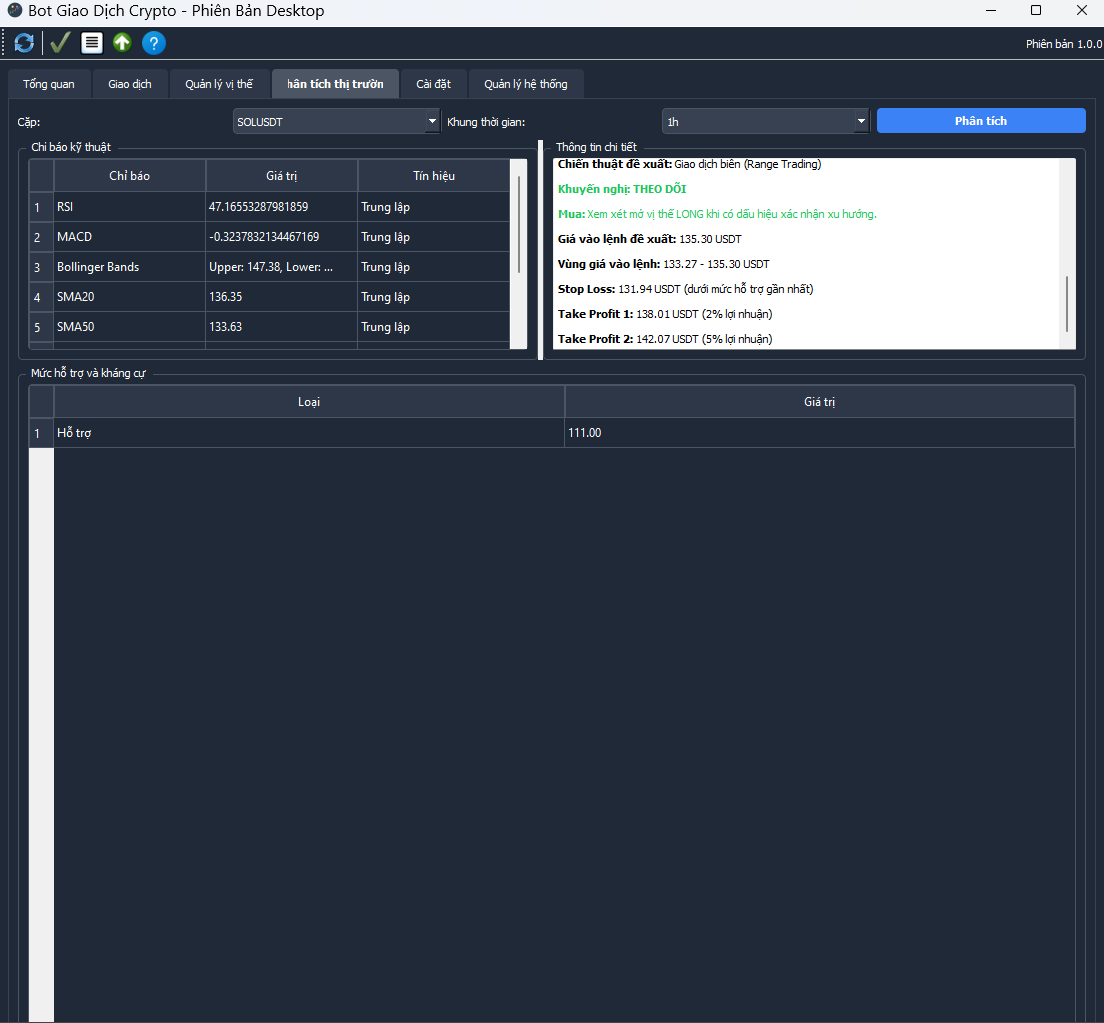 Bot Giao Dịch Crypto - Phiên Bản Desktop
?
Phiên bản 1.0.0
Tổng quan
Giao dịch
Quản lý vị thế
hân tích thị trườn
Cài đặt
Quản lý hệ thống
Cặp:
SOLUSDT
Khung thời gian:
1h
Phân tích
Chỉ báo kỹ thuật
Chỉ báo Giá trị Tín hiệu
1 RSI 47.16553287981859 Trung lập
2 MACD -0.3237832134467169 Trung lập
3 Bollinger Bands Upper: 147.38, Lower: ... Trung lập
4 SMA20 136.35 Trung lập
5 SMA50 133.63 Trung lập
Thông tin chi tiết
Chiến thuật đề xuất: Giao dịch biên (Range Trading)
Khuyến nghị: THEO DÕI
Mua: Xem xét mở vị thế LONG khi có dấu hiệu xác nhận xu hướng.
Giá vào lệnh đề xuất: 135.30 USDT
Vùng giá vào lệnh: 133.27 - 135.30 USDT
Stop Loss: 131.94 USDT (dưới mức hỗ trợ gần nhất)
Take Profit 1: 138.01 USDT (2% lợi nhuận)
Take Profit 2: 142.07 USDT (5% lợi nhuận)
Mức hỗ trợ và kháng cự
Loại Giá trị
1 Hỗ trợ 111.00